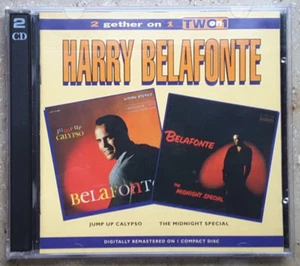 2
CD
2 gether on 1 TWOon1
HARRY BELAFONTE
jump up
calypso
BELAFONTE
BELAFONTE
THE MIDNIGHT SPECIAL
JUMP UP CALYPSO THE MIDNIGHT SPECIAL
DIGITALLY REMASTERED ON 1 COMPACT DISC